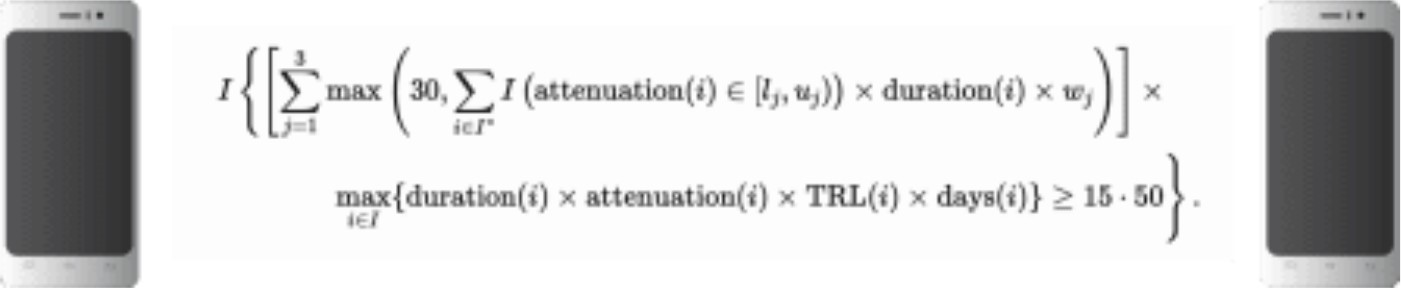 I{[∑_{j=1}^{3} max(30, ∑_{i∈I*} I(attenuation(i) ∈ [l_j, u_j)) × duration(i) × w_j)] ×
max_{i∈I}{duration(i) × attenuation(i) × TRL(i) × days(i)} ≥ 15 · 50}.